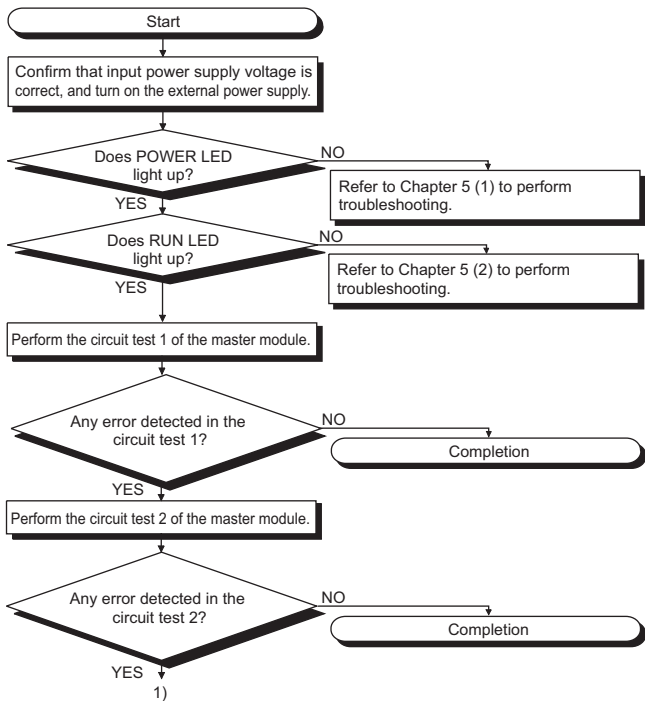 Start
Confirm that input power supply voltage is
correct, and turn on the external power supply.
Does POWER LED
light up?
NO
Refer to Chapter 5 (1) to perform
troubleshooting.
YES
Does RUN LED
light up?
NO
Refer to Chapter 5 (2) to perform
troubleshooting.
YES
Perform the circuit test 1 of the master module.
Any error detected in the
circuit test 1?
NO
Completion
YES
Perform the circuit test 2 of the master module.
Any error detected in the
circuit test 2?
NO
Completion
YES
1)